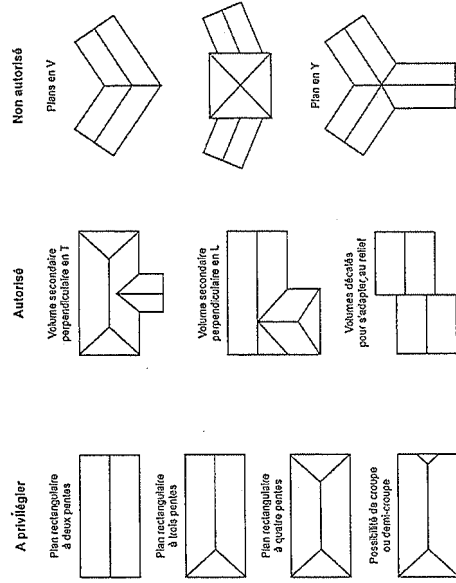 A privilégier
Plan rectangulaire
à deux pentes
Plan rectangulaire
à trois pentes
Plan rectangulaire
à quatre pentes
Possibilité de croupe
ou demi-croupe
Autorisé
Volume secondaire
perpendiculaire en T
Volume secondaire
perpendiculaire en L
Volumes décalés
pour s'adapter au relief
Non autorisé
Plans en V
Plan en Y